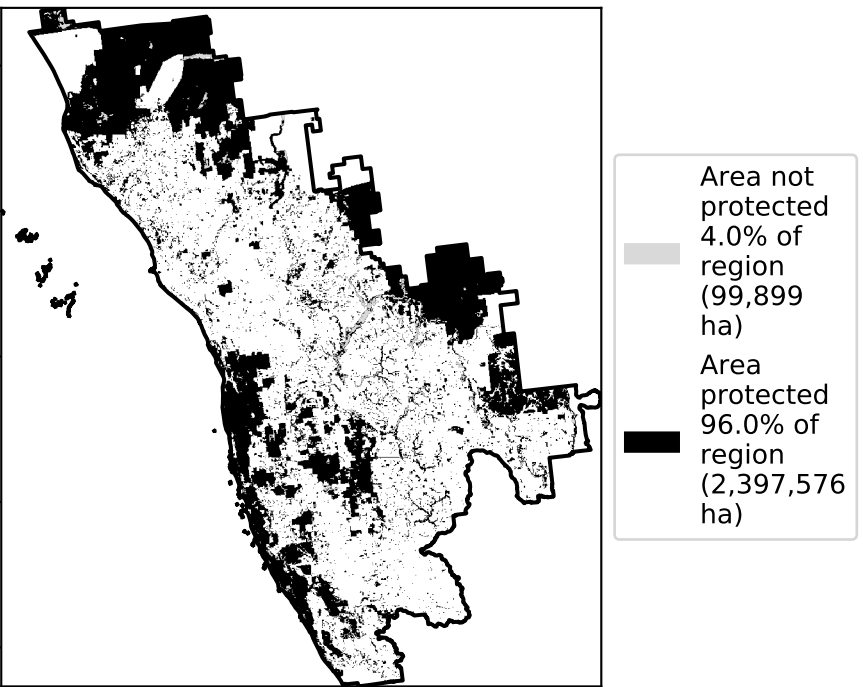 Area not
protected
4.0% of
region
(99,899
ha)
Area
protected
96.0% of
region
(2,397,576
ha)